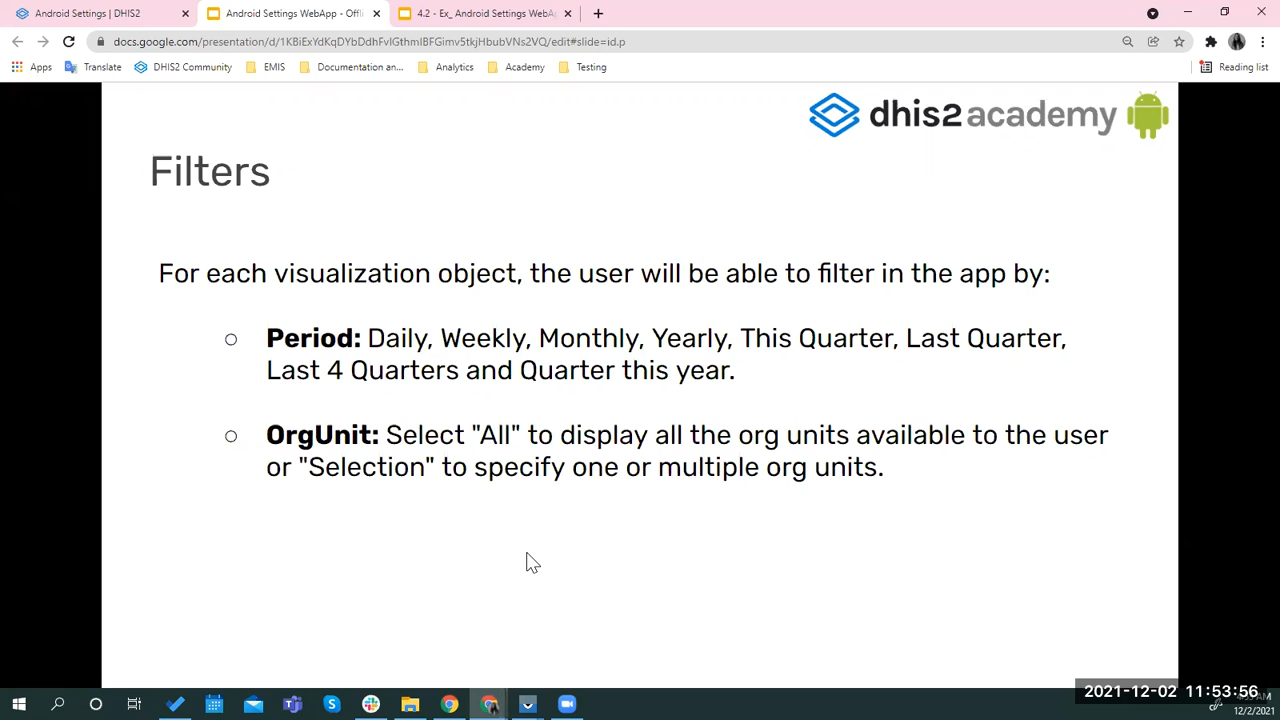 Android Settings | DHIS2
Android Settings WebApp - Offli
4.2 - Ex_ Android Settings WebA
docs.google.com/presentation/d/1KBiExYdKqDYbDdhFvIGthmIBFGimv5tkjHbubVNs2VQ/edit#slide=id.p
Apps
Translate
DHIS2 Community
EMIS
Documentation an...
Analytics
Academy
Testing
Reading list
dhis2 academy
Filters
For each visualization object, the user will be able to filter in the app by:
○ Period: Daily, Weekly, Monthly, Yearly, This Quarter, Last Quarter,
Last 4 Quarters and Quarter this year.
○ OrgUnit: Select "All" to display all the org units available to the user
or "Selection" to specify one or multiple org units.
2021-12-02 11:53:56
12/2/2021